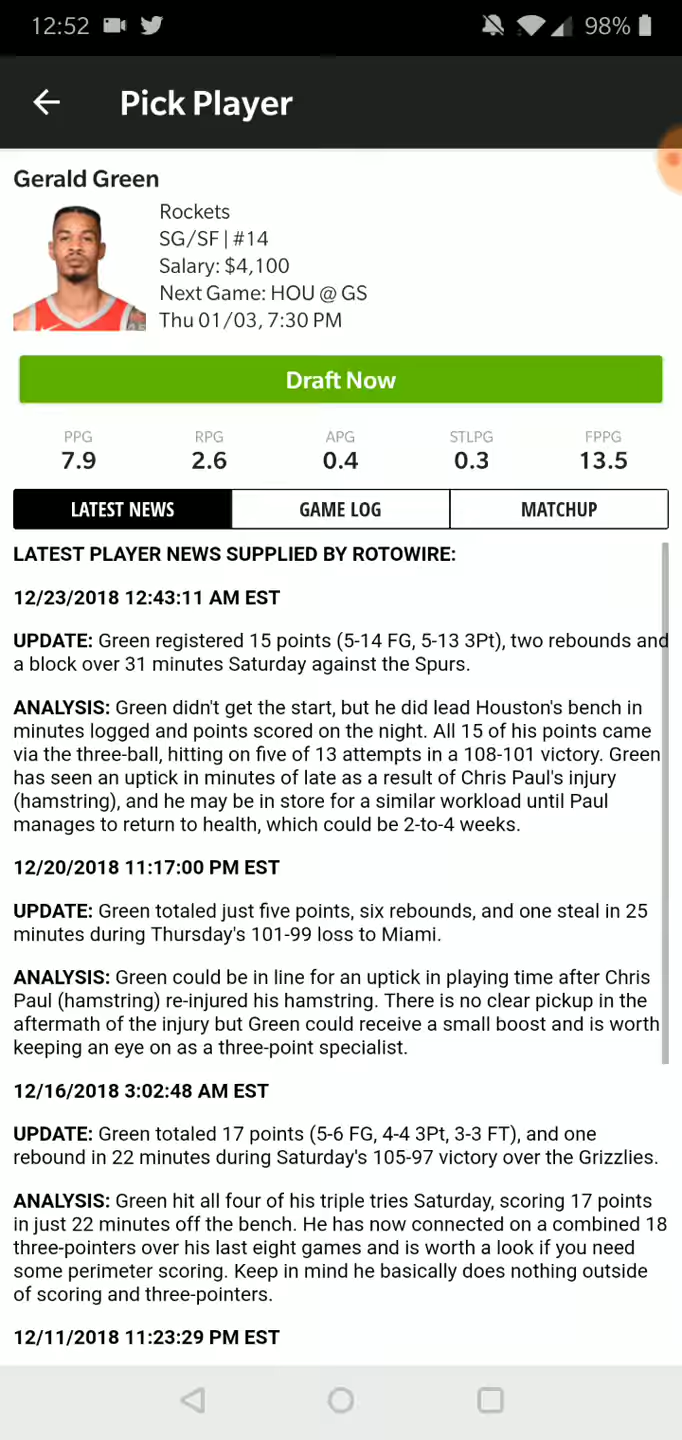 12:52
98%
Pick Player
Gerald Green
Rockets
SG/SF | #14
Salary: $4,100
Next Game: HOU @ GS
Thu 01/03, 7:30 PM
Draft Now
PPG RPG APG STLPG FPPG
7.9 2.6 0.4 0.3 13.5
LATEST NEWS GAME LOG MATCHUP
LATEST PLAYER NEWS SUPPLIED BY ROTOWIRE:
12/23/2018 12:43:11 AM EST
UPDATE: Green registered 15 points (5-14 FG, 5-13 3Pt), two rebounds and
a block over 31 minutes Saturday against the Spurs.
ANALYSIS: Green didn't get the start, but he did lead Houston's bench in
minutes logged and points scored on the night. All 15 of his points came
via the three-ball, hitting on five of 13 attempts in a 108-101 victory. Green
has seen an uptick in minutes of late as a result of Chris Paul's injury
(hamstring), and he may be in store for a similar workload until Paul
manages to return to health, which could be 2-to-4 weeks.
12/20/2018 11:17:00 PM EST
UPDATE: Green totaled just five points, six rebounds, and one steal in 25
minutes during Thursday's 101-99 loss to Miami.
ANALYSIS: Green could be in line for an uptick in playing time after Chris
Paul (hamstring) re-injured his hamstring. There is no clear pickup in the
aftermath of the injury but Green could receive a small boost and is worth
keeping an eye on as a three-point specialist.
12/16/2018 3:02:48 AM EST
UPDATE: Green totaled 17 points (5-6 FG, 4-4 3Pt, 3-3 FT), and one
rebound in 22 minutes during Saturday's 105-97 victory over the Grizzlies.
ANALYSIS: Green hit all four of his triple tries Saturday, scoring 17 points
in just 22 minutes off the bench. He has now connected on a combined 18
three-pointers over his last eight games and is worth a look if you need
some perimeter scoring. Keep in mind he basically does nothing outside
of scoring and three-pointers.
12/11/2018 11:23:29 PM EST